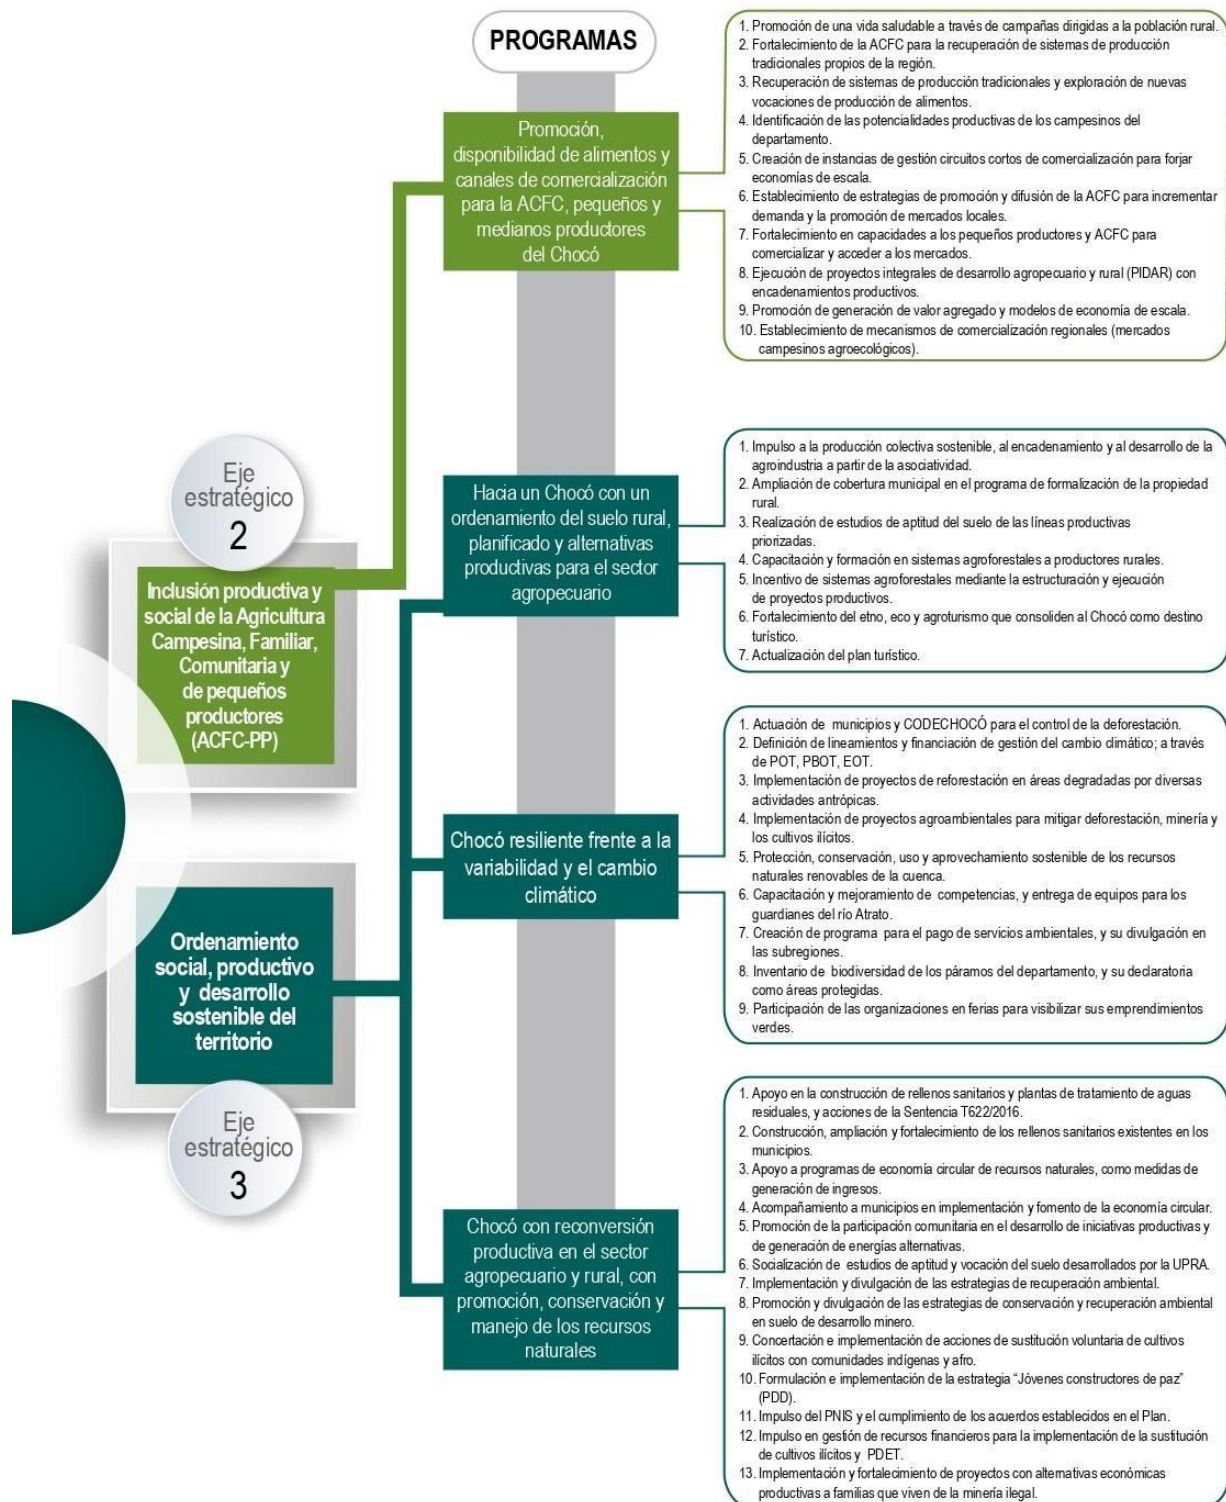 PROGRAMAS
Eje
estratégico
2
Inclusión productiva y
social de la Agricultura
Campesina, Familiar,
Comunitaria y
de pequeños
productores
(ACFC-PP)
Promoción,
disponibilidad de alimentos y
canales de comercialización
para la ACFC, pequeños y
medianos productores
del Chocó
1. Promoción de una vida saludable a través de campañas dirigidas a la población rural.
2. Fortalecimiento de la ACFC para la recuperación de sistemas de producción
tradicionales propios de la región.
3. Recuperación de sistemas de producción tradicionales y exploración de nuevas
vocaciones de producción de alimentos.
4. Identificación de las potencialidades productivas de los campesinos del
departamento.
5. Creación de instancias de gestión circuitos cortos de comercialización para forjar
economías de escala.
6. Establecimiento de estrategias de promoción y difusión de la ACFC para incrementar
demanda y la promoción de mercados locales.
7. Fortalecimiento en capacidades a los pequeños productores y ACFC para
comercializar y acceder a los mercados.
8. Ejecución de proyectos integrales de desarrollo agropecuario y rural (PIDAR) con
encadenamientos productivos.
9. Promoción de generación de valor agregado y modelos de economía de escala.
10. Establecimiento de mecanismos de comercialización regionales (mercados
campesinos agroecológicos).
Ordenamiento
social, productivo
y desarrollo
sostenible del
territorio
Eje
estratégico
3
Hacia un Chocó con un
ordenamiento del suelo rural,
planificado y alternativas
productivas para el sector
agropecuario
1. Impulso a la producción colectiva sostenible, al encadenamiento y al desarrollo de la
agroindustria a partir de la asociatividad.
2. Ampliación de cobertura municipal en el programa de formalización de la propiedad
rural.
3. Realización de estudios de aptitud del suelo de las líneas productivas
priorizadas.
4. Capacitación y formación en sistemas agroforestales a productores rurales.
5. Incentivo de sistemas agroforestales mediante la estructuración y ejecución
de proyectos productivos.
6. Fortalecimiento del etno, eco y agroturismo que consoliden al Chocó como destino
turístico.
7. Actualización del plan turístico.
Chocó resiliente frente a la
variabilidad y el cambio
climático
1. Actuación de municipios y CODECHOCÓ para el control de la deforestación.
2. Definición de lineamientos y financiación de gestión del cambio climático; a través
de POT, PBOT, EOT.
3. Implementación de proyectos de reforestación en áreas degradadas por diversas
actividades antrópicas.
4. Implementación de proyectos agroambientales para mitigar deforestación, minería y
los cultivos ilícitos.
5. Protección, conservación, uso y aprovechamiento sostenible de los recursos
naturales renovables de la cuenca.
6. Capacitación y mejoramiento de competencias, y entrega de equipos para los
guardianes del río Atrato.
7. Creación de programa para el pago de servicios ambientales, y su divulgación en
las subregiones.
8. Inventario de biodiversidad de los páramos del departamento, y su declaratoria
como áreas protegidas.
9. Participación de las organizaciones en ferias para visibilizar sus emprendimientos
verdes.
Chocó con reconversión
productiva en el sector
agropecuario y rural, con
promoción, conservación y
manejo de los recursos
naturales
1. Apoyo en la construcción de rellenos sanitarios y plantas de tratamiento de aguas
residuales, y acciones de la Sentencia T622/2016.
2. Construcción, ampliación y fortalecimiento de los rellenos sanitarios existentes en los
municipios.
3. Apoyo a programas de economía circular de recursos naturales, como medidas de
generación de ingresos.
4. Acompañamiento a municipios en implementación y fomento de la economía circular.
5. Promoción de la participación comunitaria en el desarrollo de iniciativas productivas y
de generación de energías alternativas.
6. Socialización de estudios de aptitud y vocación del suelo desarrollados por la UPRA.
7. Implementación y divulgación de las estrategias de recuperación ambiental.
8. Promoción y divulgación de las estrategias de conservación y recuperación ambiental
en suelo de desarrollo minero.
9. Concertación e implementación de acciones de sustitución voluntaria de cultivos
ilícitos con comunidades indígenas y afro.
10. Formulación e implementación de la estrategia “Jóvenes constructores de paz”
(PDD).
11. Impulso del PNIS y el cumplimiento de los acuerdos establecidos en el Plan.
12. Impulso en gestión de recursos financieros para la implementación de la sustitución
de cultivos ilícitos y PDET.
13. Implementación y fortalecimiento de proyectos con alternativas económicas
productivas a familias que viven de la minería ilegal.